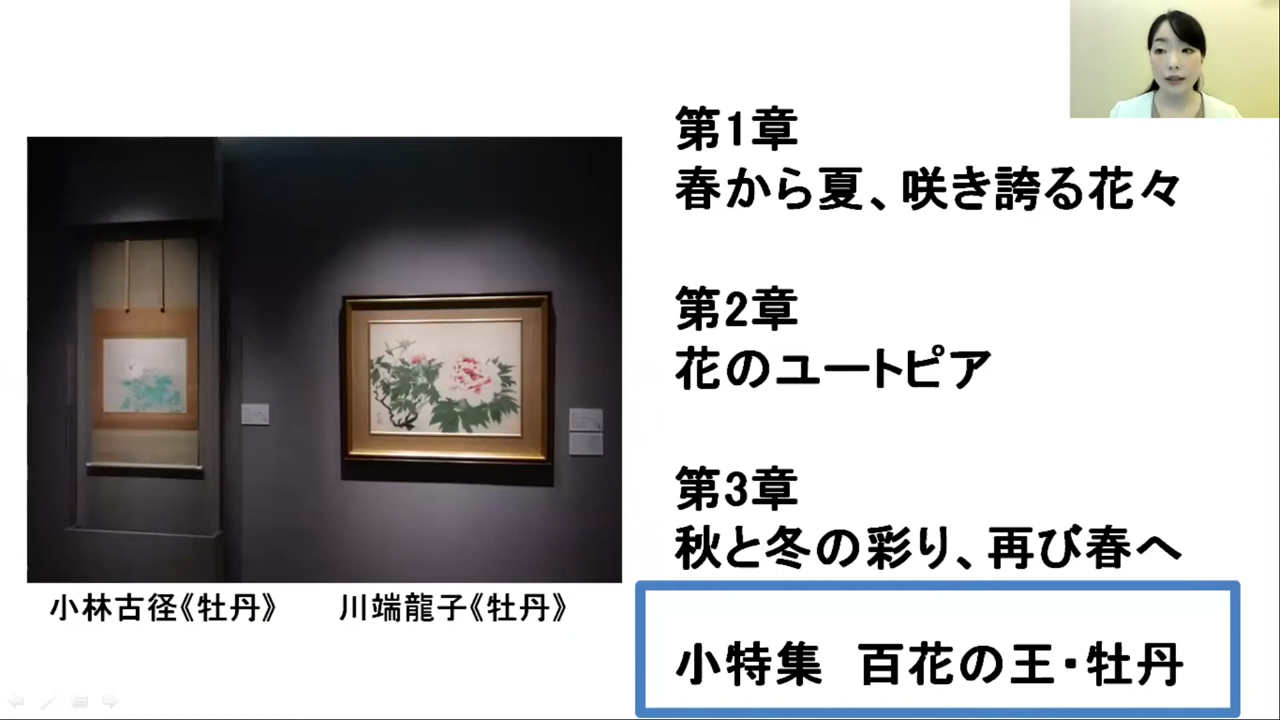 第1章
春から夏、咲き誇る花々
第2章
花のユートピア
第3章
秋と冬の彩り、再び春へ
小特集　百花の王・牡丹
小林古径《牡丹》
川端龍子《牡丹》